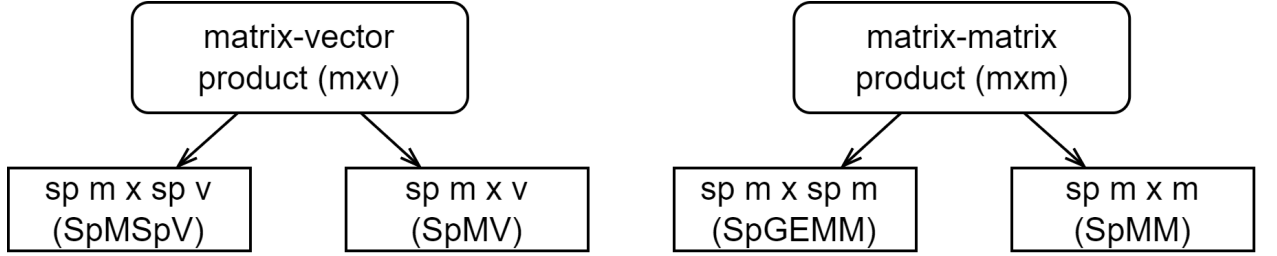 matrix-vector
product (mxv)
matrix-matrix
product (mxm)
sp m x sp v
(SpMSpV)
sp m x v
(SpMV)
sp m x sp m
(SpGEMM)
sp m x m
(SpMM)